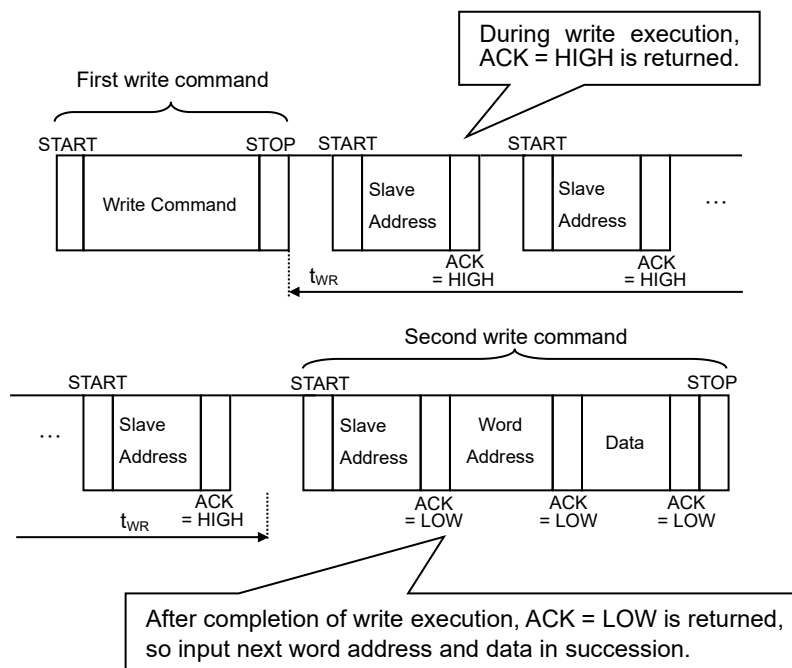 During write execution,
ACK = HIGH is returned.
First write command
START STOP START START
Write Command
Slave
Address
Slave
Address
…
ACK
= HIGH
ACK
= HIGH
tWR
Second write command
START START STOP
…
Slave
Address
Slave
Address
Word
Address
Data
ACK
= HIGH
ACK
= LOW
ACK
= LOW
ACK
= LOW
tWR
After completion of write execution, ACK = LOW is returned,
so input next word address and data in succession.